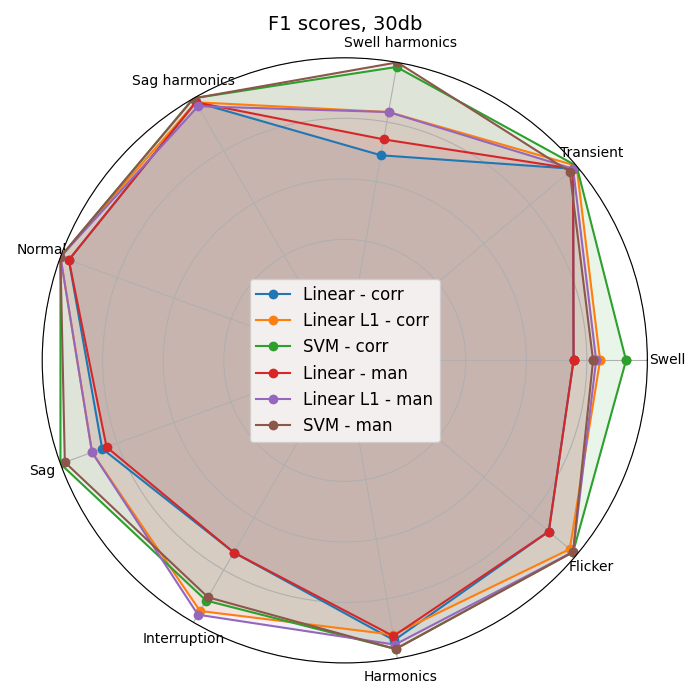 F1 scores, 30db
Swell harmonics
Sag harmonics
Transient
Normal
Linear - corr
Linear L1 - corr
SVM - corr
Linear - man
Linear L1 - man
SVM - man
Swell
Sag
Flicker
Interruption
Harmonics